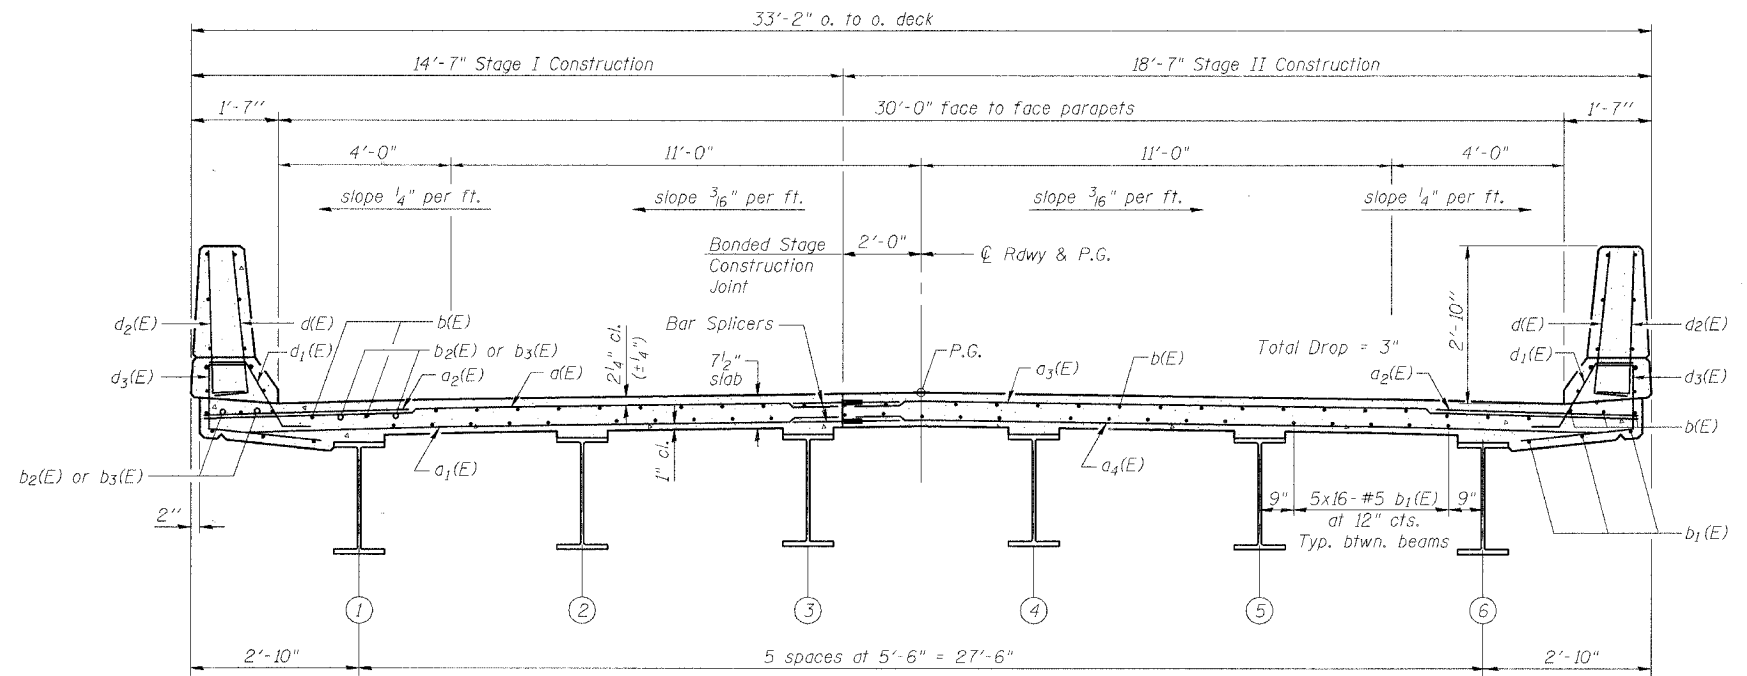 33'-2" o. to o. deck
14'-7" Stage I Construction
18'-7" Stage II Construction
1'-7"
30'-0" face to face parapets
1'-7"
4'-0"
11'-0"
11'-0"
4'-0"
slope 1/4" per ft.
slope 3/16" per ft.
slope 3/16" per ft.
slope 1/4" per ft.
Bonded Stage
Construction
Joint
2'-0"
℄ Rdwy & P.G.
2'-10"
d2(E)
d(E)
b(E)
Bar Splicers
d(E)
d2(E)
d1(E)
b2(E) or b3(E)
2 1/4" cl.
(±1/4")
7 1/2"
slab
P.G.
b(E)
Total Drop = 3"
d1(E)
d3(E)
a2(E)
a(E)
a3(E)
a2(E)
d3(E)
b(E)
b2(E) or b3(E)
a1(E)
1" cl.
a4(E)
2"
9"
5x16-#5 b1(E)
at 12" cts.
Typ. btwn. beams
9"
b1(E)
1
2
3
4
5
6
2'-10"
5 spaces at 5'-6" = 27'-6"
2'-10"